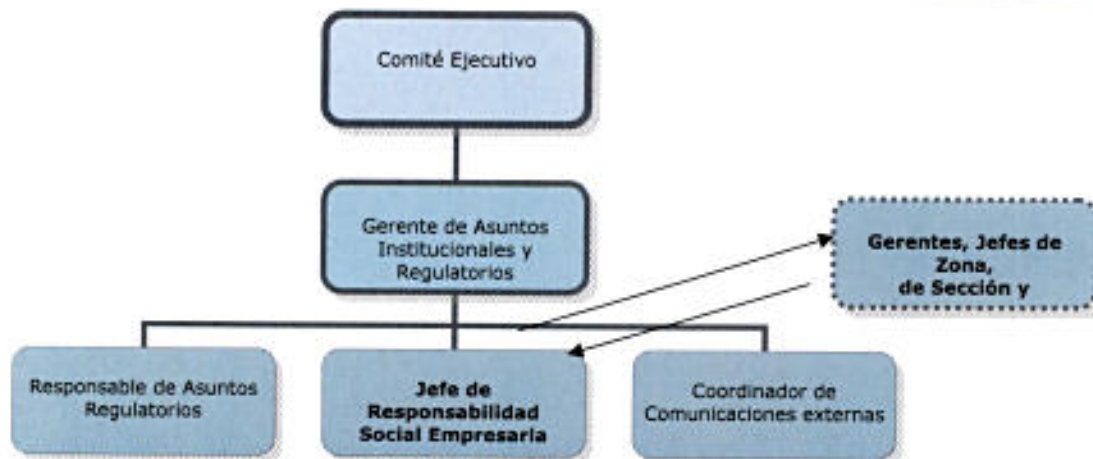 Comité Ejecutivo
Gerente de Asuntos
Institucionales y
Regulatorios
Gerentes, Jefes de
Zona,
de Sección y
Responsable de Asuntos
Regulatorios
Jefe de
Responsabilidad
Social Empresaria
Coordinador de
Comunicaciones externas